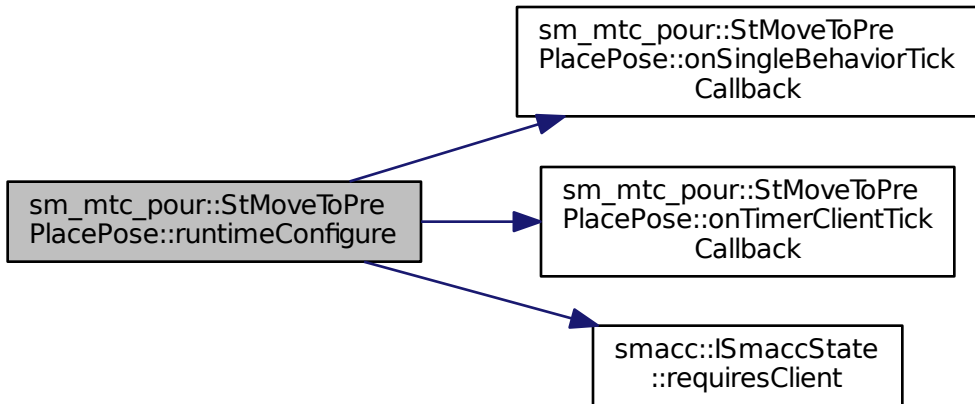 sm_mtc_pour::StMoveToPre
PlacePose::runtimeConfigure
sm_mtc_pour::StMoveToPre
PlacePose::onSingleBehaviorTick
Callback
sm_mtc_pour::StMoveToPre
PlacePose::onTimerClientTick
Callback
smacc::ISmaccState
::requiresClient